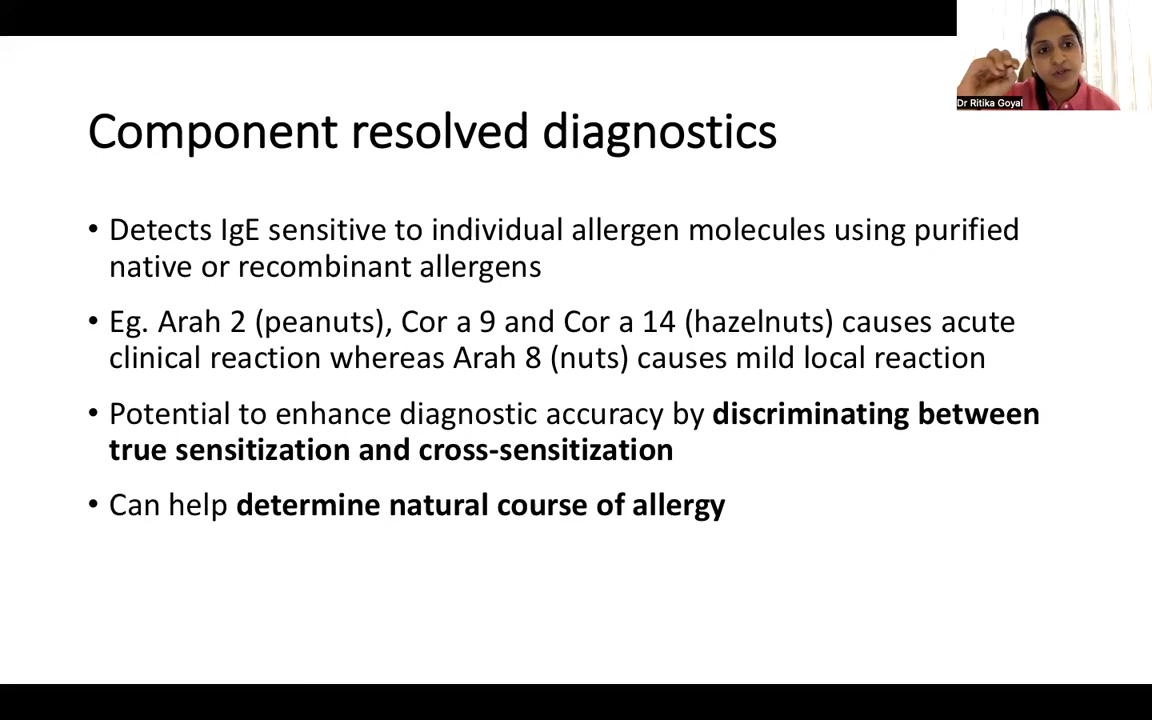 Dr Ritika Goyal
Component resolved diagnostics
• Detects IgE sensitive to individual allergen molecules using purified
native or recombinant allergens
• Eg. Arah 2 (peanuts), Cor a 9 and Cor a 14 (hazelnuts) causes acute
clinical reaction whereas Arah 8 (nuts) causes mild local reaction
• Potential to enhance diagnostic accuracy by discriminating between
true sensitization and cross-sensitization
• Can help determine natural course of allergy